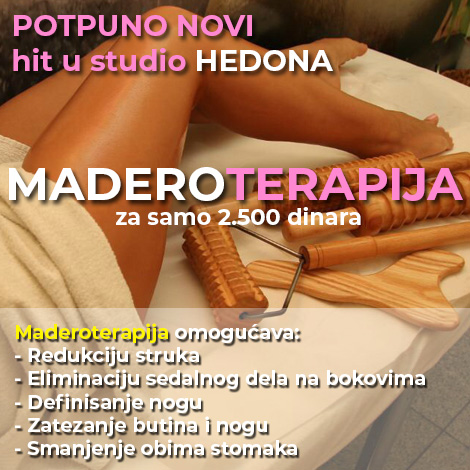 POTPUNO NOVI
hit u studio HEDONA
MADEROTERAPIJA
za samo 2.500 dinara
Maderoterapija omogućava:
- Redukciju struka
- Eliminaciju sedalnog dela na bokovima
- Definisanje nogu
- Zatezanje butina i nogu
- Smanjenje obima stomaka